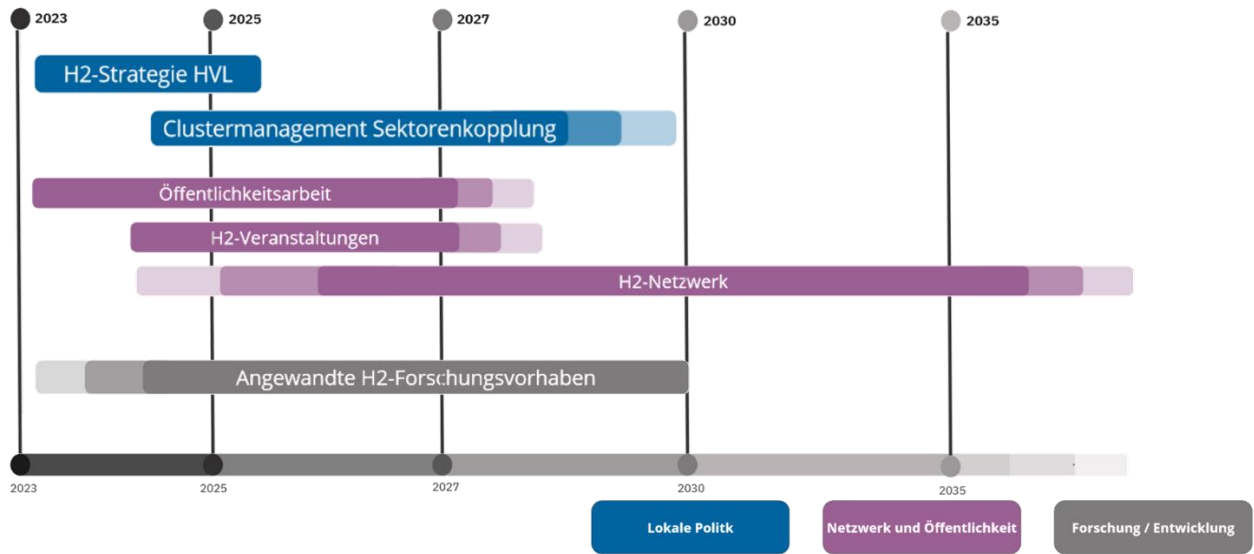 2023
2025
2027
2030
2035
H2-Strategie HVL
Clustermanagement Sektorenkopplung
Öffentlichkeitsarbeit
H2-Veranstaltungen
H2-Netzwerk
Angewandte H2-Forschungsvorhaben
2023
2025
2027
2030
2035
Lokale Politk
Netzwerk und Öffentlichkeit
Forschung / Entwicklung